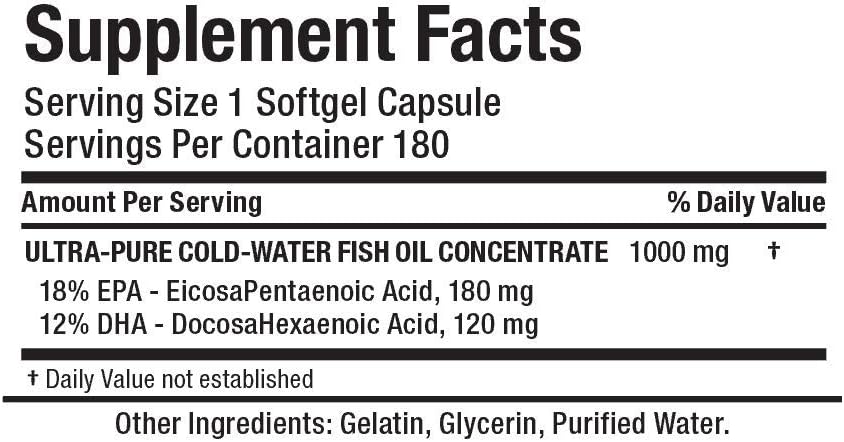 Supplement Facts
Serving Size 1 Softgel Capsule
Servings Per Container 180
Amount Per Serving % Daily Value
ULTRA-PURE COLD-WATER FISH OIL CONCENTRATE 1000 mg †
18% EPA - EicosaPentaenoic Acid, 180 mg
12% DHA - DocosaHexaenoic Acid, 120 mg
† Daily Value not established
Other Ingredients: Gelatin, Glycerin, Purified Water.